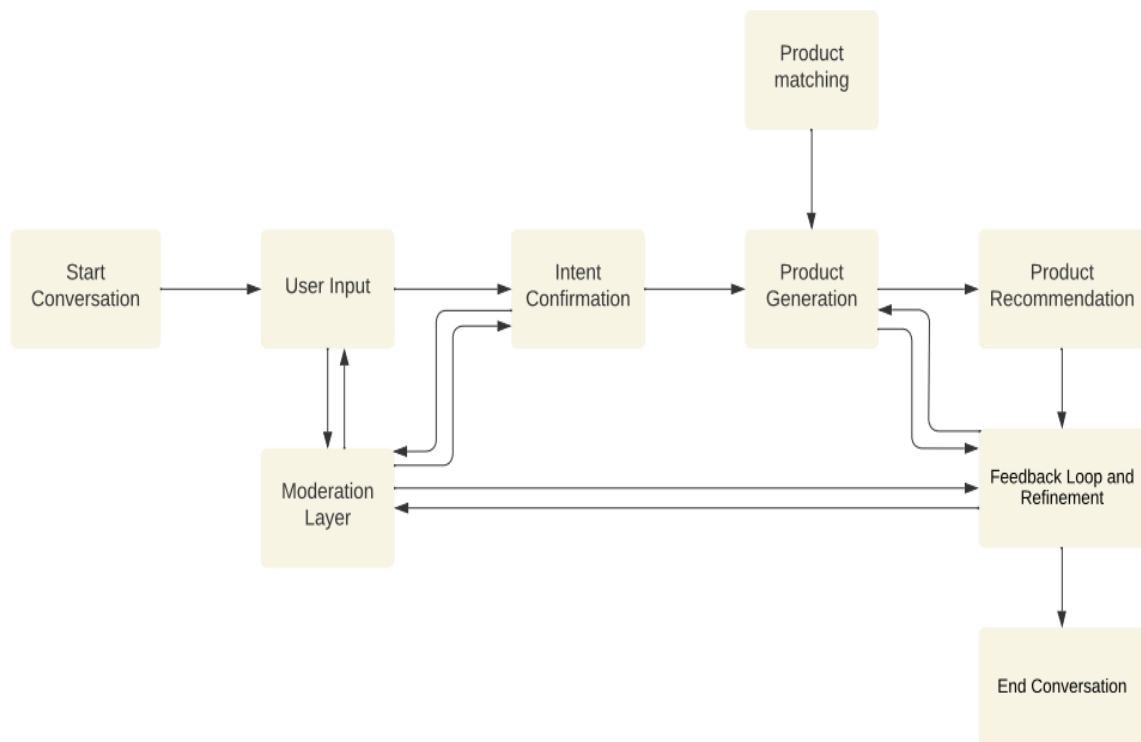 Product
matching
Start
Conversation
User Input
Intent
Confirmation
Product
Generation
Product
Recommendation
Moderation
Layer
Feedback Loop and
Refinement
End Conversation